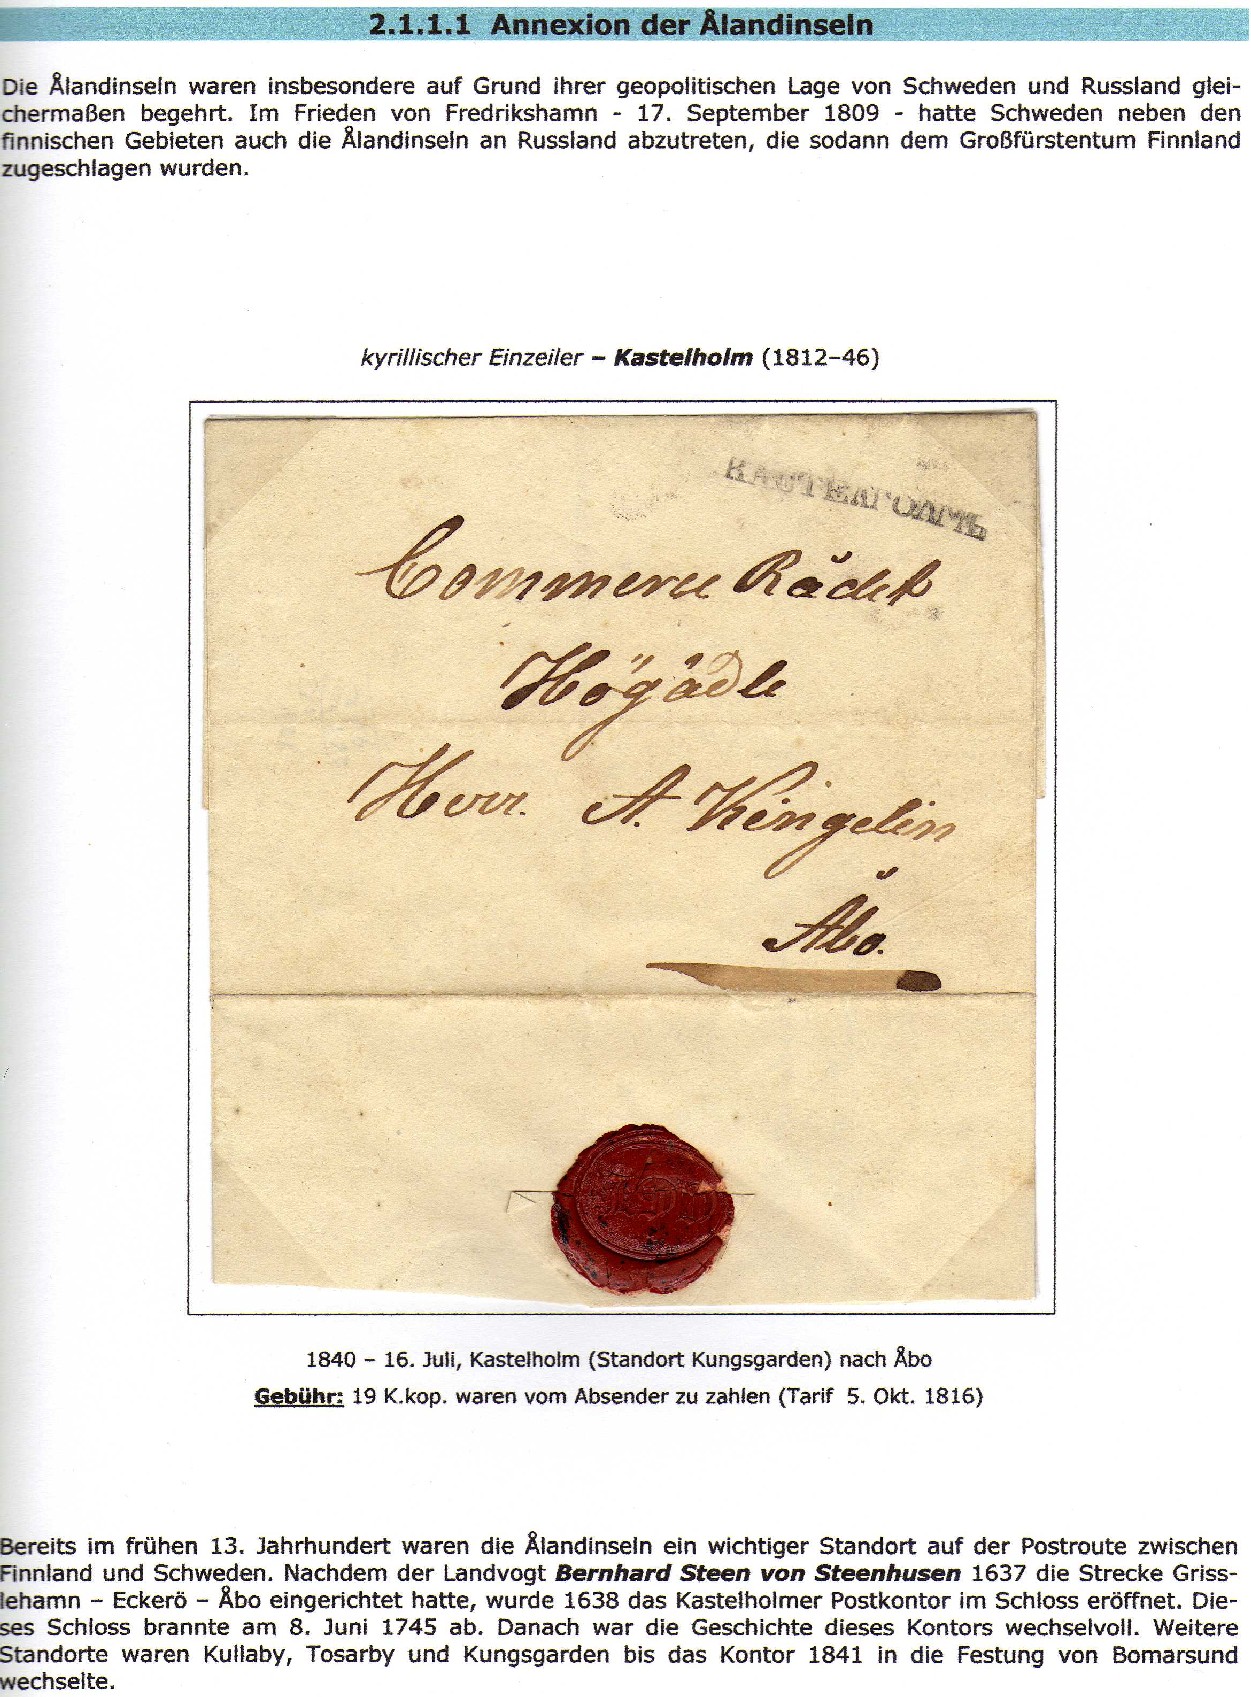 2.1.1.1 Annexion der Ålandinseln
Die Ålandinseln waren insbesondere auf Grund ihrer geopolitischen Lage von Schweden und Russland glei-
chermaßen begehrt. Im Frieden von Fredrikshamn - 17. September 1809 - hatte Schweden neben den
finnischen Gebieten auch die Ålandinseln an Russland abzutreten, die sodann dem Großfürstentum Finnland
zugeschlagen wurden.
kyrillischer Einzeiler – Kastelholm (1812–46)
КАСТЕЛГОЛМЪ
Commerce Rådet
Högädle
Herr. A. Kingelin
Åbo.
1840 – 16. Juli, Kastelholm (Standort Kungsgarden) nach Åbo
Gebühr: 19 K.kop. waren vom Absender zu zahlen (Tarif 5. Okt. 1816)
Bereits im frühen 13. Jahrhundert waren die Ålandinseln ein wichtiger Standort auf der Postroute zwischen
Finnland und Schweden. Nachdem der Landvogt Bernhard Steen von Steenhusen 1637 die Strecke Griss-
lehamn – Eckerö – Åbo eingerichtet hatte, wurde 1638 das Kastelholmer Postkontor im Schloss eröffnet. Die-
ses Schloss brannte am 8. Juni 1745 ab. Danach war die Geschichte dieses Kontors wechselvoll. Weitere
Standorte waren Kullaby, Tosarby und Kungsgarden bis das Kontor 1841 in die Festung von Bomarsund
wechselte.